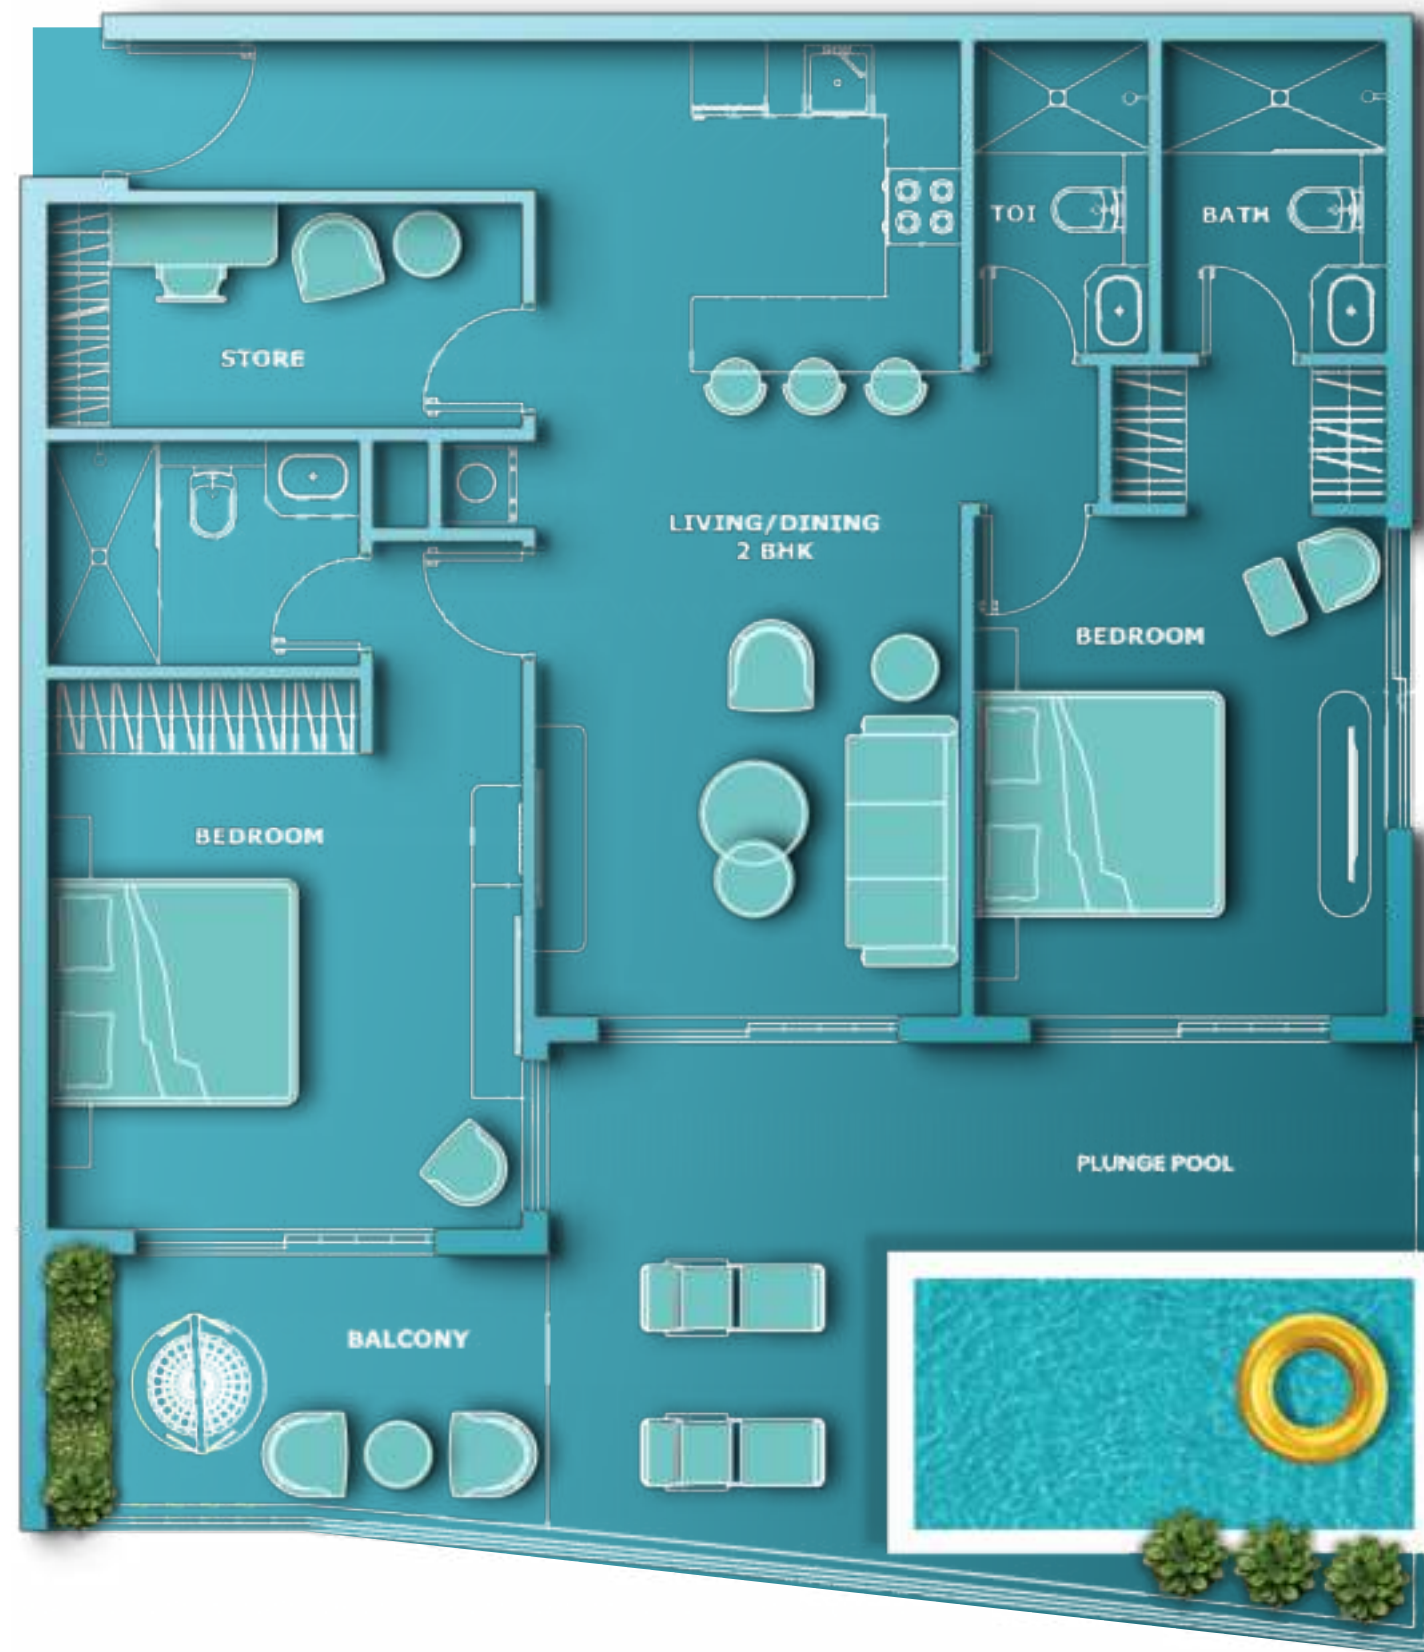 TOI
BATH
STORE
LIVING/DINING
2 BHK
BEDROOM
BEDROOM
PLUNGE POOL
BALCONY